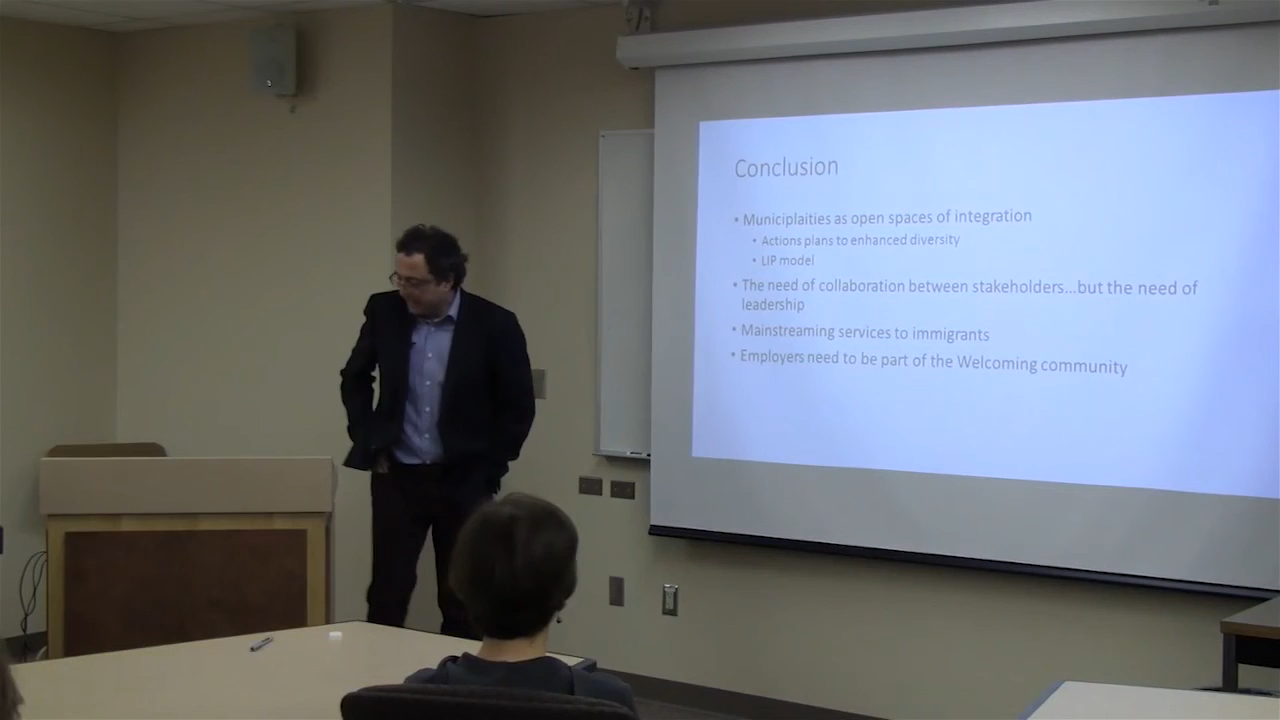 Conclusion
• Municiplaities as open spaces of integration
• Actions plans to enhanced diversity
• LIP model
• The need of collaboration between stakeholders...but the need of
leadership
• Mainstreaming services to immigrants
• Employers need to be part of the Welcoming community